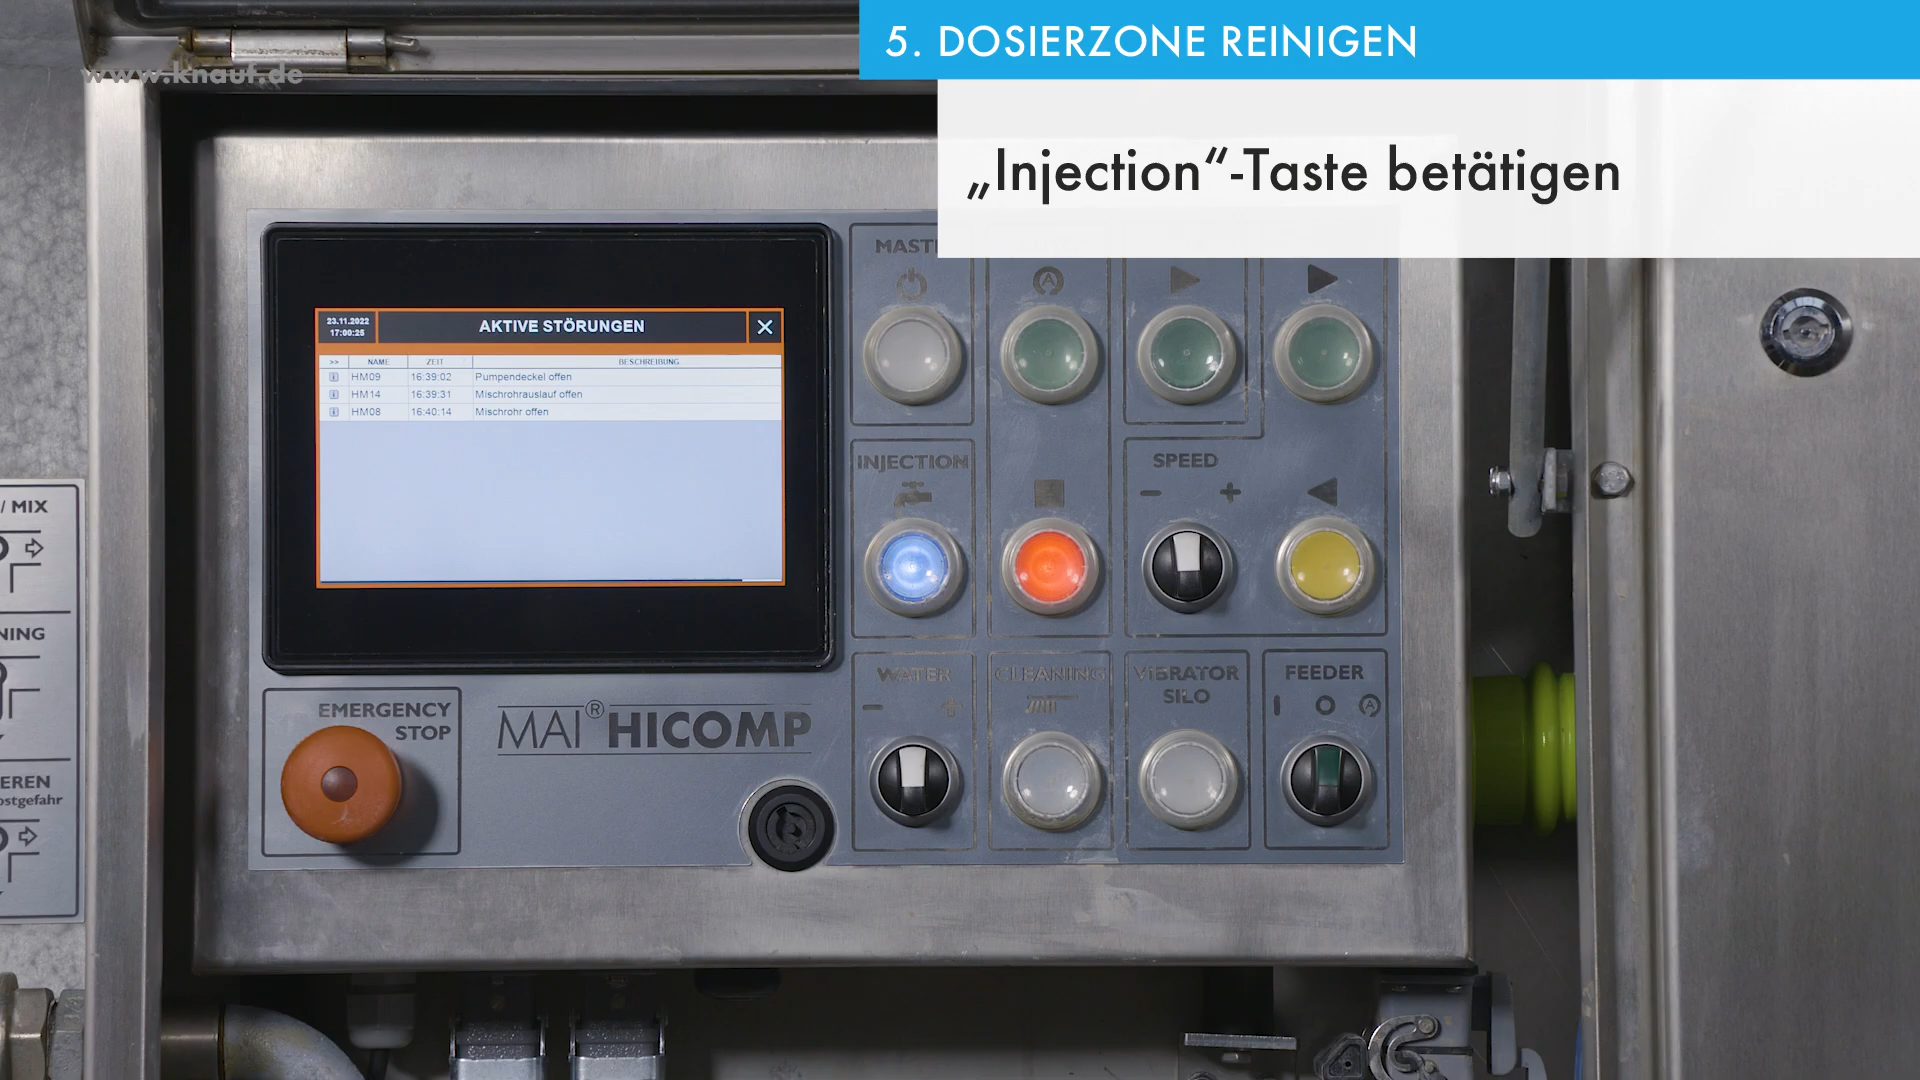 5. DOSIERZONE REINIGEN
www.knauf.de
„Injection“-Taste betätigen
MAST
23.11.2022
17:00:25
AKTIVE STÖRUNGEN
>> NAME ZEIT BESCHREIBUNG
HM09 16:39:02 Pumpendeckel offen
HM14 16:39:31 Mischrohrauslauf offen
HM08 16:40:14 Mischrohr offen
INJECTION
SPEED
− +
/ MIX
NING
EREN
ostgefahr
WATER
− +
CLEANING
VIBRATOR
SILO
FEEDER
I O A
EMERGENCY
STOP
MAI® HICOMP